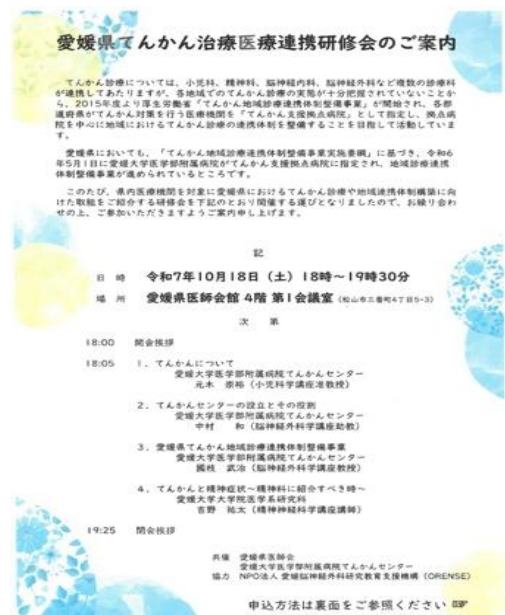 愛媛県てんかん治療医療連携研修会のご案内
てんかん診療については、小児科、精神科、脳神経内科、脳神経外科など複数の診療科
が連携してあたりますが、各地域でのてんかん診療の実態が十分把握されていないことか
ら、2015年度より厚生労働省「てんかん地域診療連携体制整備事業」が開始され、各都
道府県がてんかん対策を行う医療機関を「てんかん支援拠点病院」として指定し、拠点病
院を中心に地域におけるてんかん診療の連携体制を整備することを目指して活動していま
す。
愛媛県においても、「てんかん地域診療連携体制整備事業実施要綱」に基づき、令和6
年5月1日に愛媛大学医学部附属病院がてんかん支援拠点病院に指定され、地域診療連携
体制整備事業が進められているところです。
このたび、県内医療機関を対象に愛媛県におけるてんかん診療や地域連携体制構築に向
けた取組をご紹介する研修会を下記のとおり開催する運びとなりましたので、お繰り合わ
せの上、ご参加いただきますようご案内申し上げます。
記
日 時 令和7年10月18日（土）18時～19時30分
場 所 愛媛県医師会館 4階 第1会議室（松山市三番町4丁目5-3）
次 第
18:00 開会挨拶
18:05 1．てんかんについて
愛媛大学医学部附属病院てんかんセンター
元木 崇裕（小児科学講座准教授）
2．てんかんセンターの設立とその役割
愛媛大学医学部附属病院てんかんセンター
中村 和（脳神経外科学講座助教）
3．愛媛県てんかん地域診療連携体制整備事業
愛媛大学医学部附属病院てんかんセンター
國枝 武治（脳神経外科学講座教授）
4．てんかんと精神症状～精神科に紹介すべき時～
愛媛大学大学院医学系研究科
吉野 祐太（精神神経科学講座講師）
19:25 閉会挨拶
共催 愛媛県医師会
愛媛大学医学部附属病院てんかんセンター
協力 NPO法人 愛媛脳神経外科研究教育支援機構（ORENSE）
申込方法は裏面をご参照ください ☞